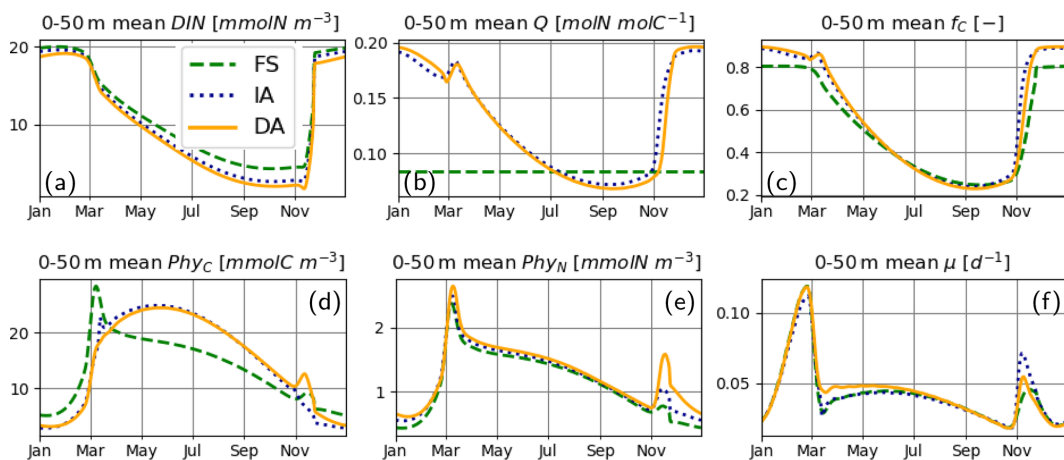 0-50 m mean DIN [mmolN m⁻³]
20
10
FS
IA
DA
(a)
Jan Mar May Jul Sep Nov
0-50 m mean Q [molN molC⁻¹]
0.20
0.15
0.10
(b)
Jan Mar May Jul Sep Nov
0-50 m mean f_C [−]
0.8
0.6
0.4
0.2
(c)
Jan Mar May Jul Sep Nov
0-50 m mean Phy_C [mmolC m⁻³]
20
10
(d)
Jan Mar May Jul Sep Nov
0-50 m mean Phy_N [mmolN m⁻³]
2
1
(e)
Jan Mar May Jul Sep Nov
0-50 m mean μ [d⁻¹]
0.10
0.05
(f)
Jan Mar May Jul Sep Nov